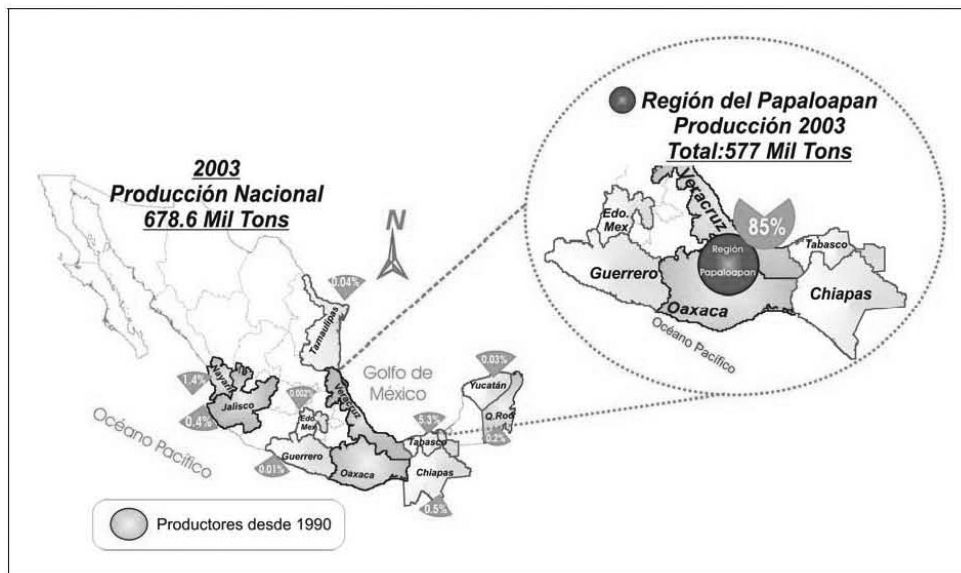 2003
Producción Nacional
678.6 Mil Tons
N
Región del Papaloapan
Producción 2003
Total:577 Mil Tons
Veracruz
85%
Edo.
Mex
Tabasco
Región
Papaloapan
Guerrero
Chiapas
Oaxaca
Océano Pacífico
0.04%
Tamaulipas
Golfo de
México
0.03%
Yucatán
1.4%
Nayarit
0.002%
Veracruz
Jalisco
0.4%
Edo.
Mex
5.3%
Q.Roo
Tabasco
0.2%
Océano Pacífico
Guerrero
0.01%
Oaxaca
Chiapas
0.5%
Productores desde 1990